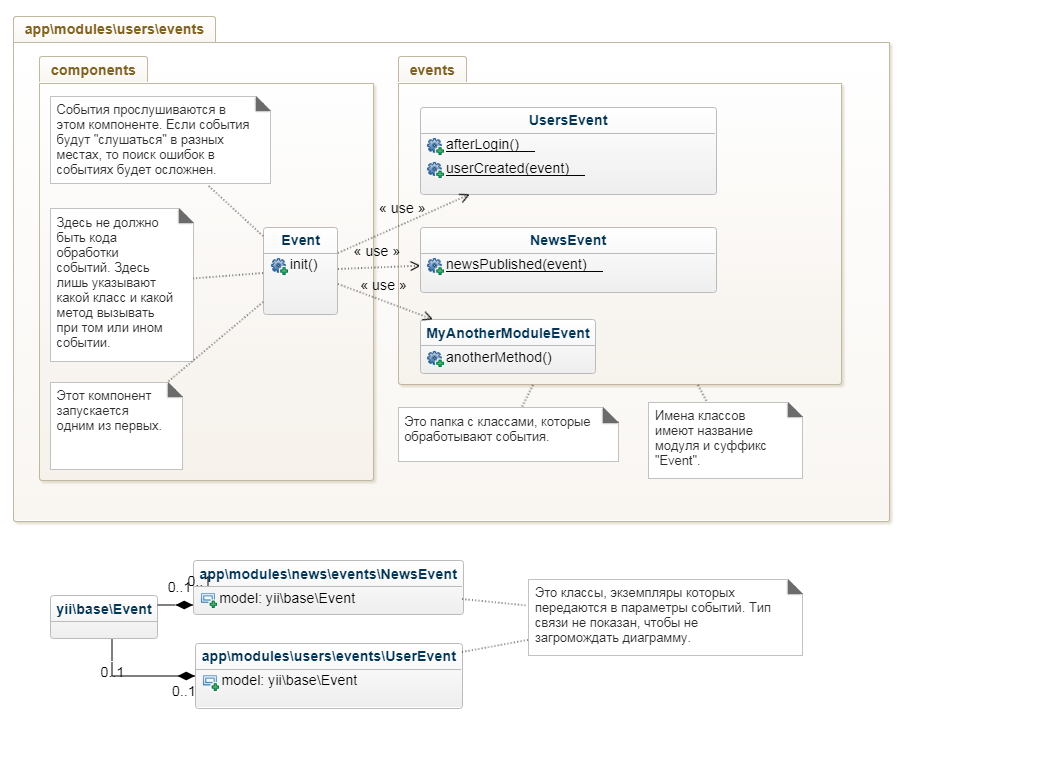 app\modules\users\events
components
События прослушиваются в
этом компоненте. Если события
будут "слушаться" в разных
местах, то поиск ошибок в
событиях будет осложнен.
Здесь не должно
быть кода
обработки
событий. Здесь
лишь указывают
какой класс и какой
метод вызывать
при том или ином
событии.
Этот компонент
запускается
одним из первых.
Event
init()
« use »
« use »
« use »
events
UsersEvent
afterLogin()
userCreated(event)
NewsEvent
newsPublished(event)
MyAnotherModuleEvent
anotherMethod()
Это папка с классами, которые
обработывают события.
Имена классов
имеют название
модуля и суффикс
"Event".
yii\base\Event
0..1
0..1
app\modules\news\events\NewsEvent
model: yii\base\Event
0..1
0..1
app\modules\users\events\UserEvent
model: yii\base\Event
Это классы, экземпляры которых
передаются в параметры событий. Тип
связи не показан, чтобы не
загромождать диаграмму.